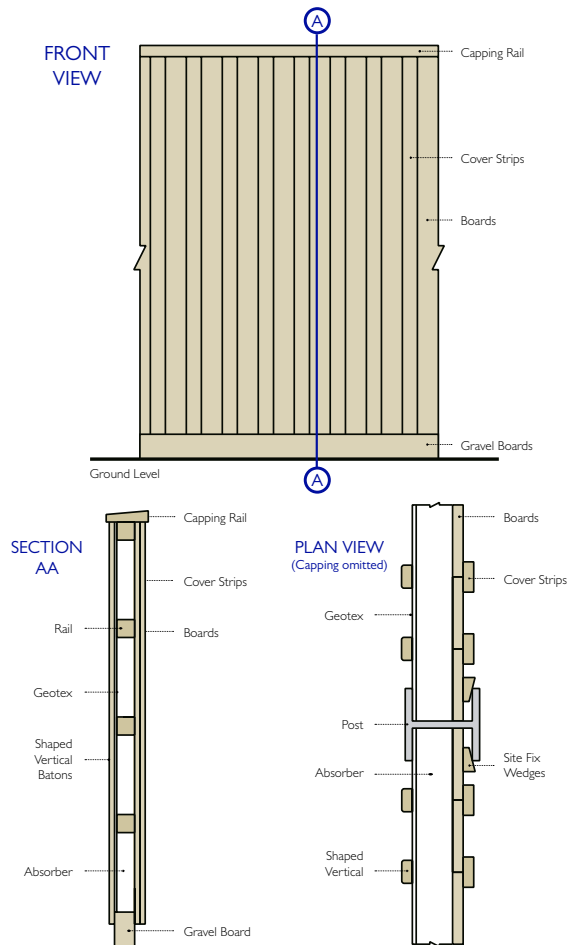 A
FRONT
VIEW
Capping Rail
Cover Strips
Boards
Gravel Boards
Ground Level
A
SECTION
AA
Capping Rail
Cover Strips
Rail
Boards
Geotex
Shaped
Vertical
Batons
Absorber
Gravel Board
PLAN VIEW
(Capping omitted)
Boards
Cover Strips
Geotex
Post
Site Fix
Wedges
Absorber
Shaped
Vertical